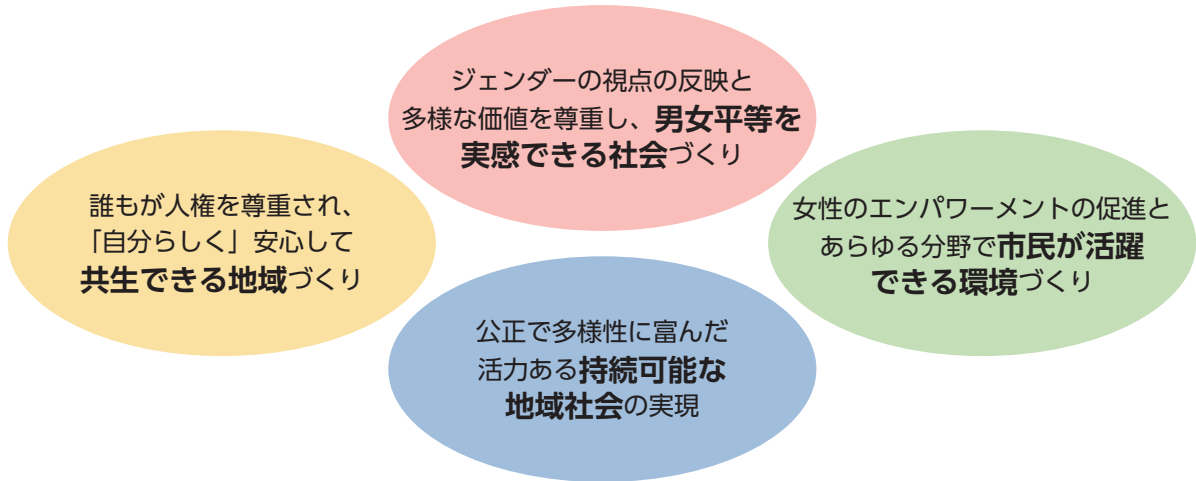 ジェンダーの視点の反映と
多様な価値を尊重し、男女平等を
実感できる社会づくり
誰もが人権を尊重され、
「自分らしく」安心して
共生できる地域づくり
女性のエンパワーメントの促進と
あらゆる分野で市民が活躍
できる環境づくり
公正で多様性に富んだ
活力ある持続可能な
地域社会の実現